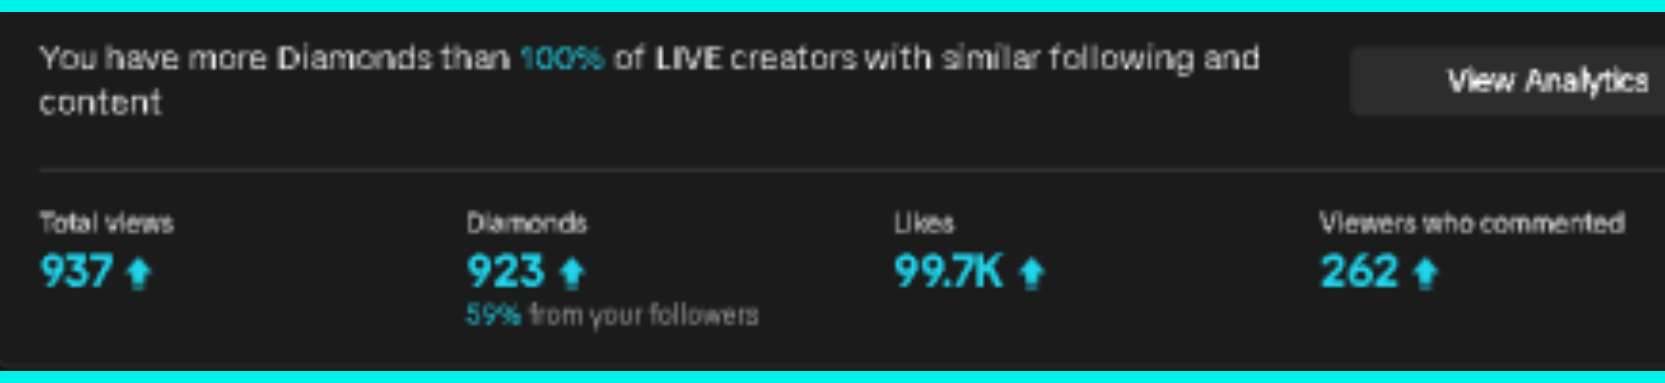 You have more Diamonds than 100% of LIVE creators with similar following and
content
View Analytics
Total views
Diamonds
Likes
Viewers who commented
937
923
99.7K
262
59% from your followers